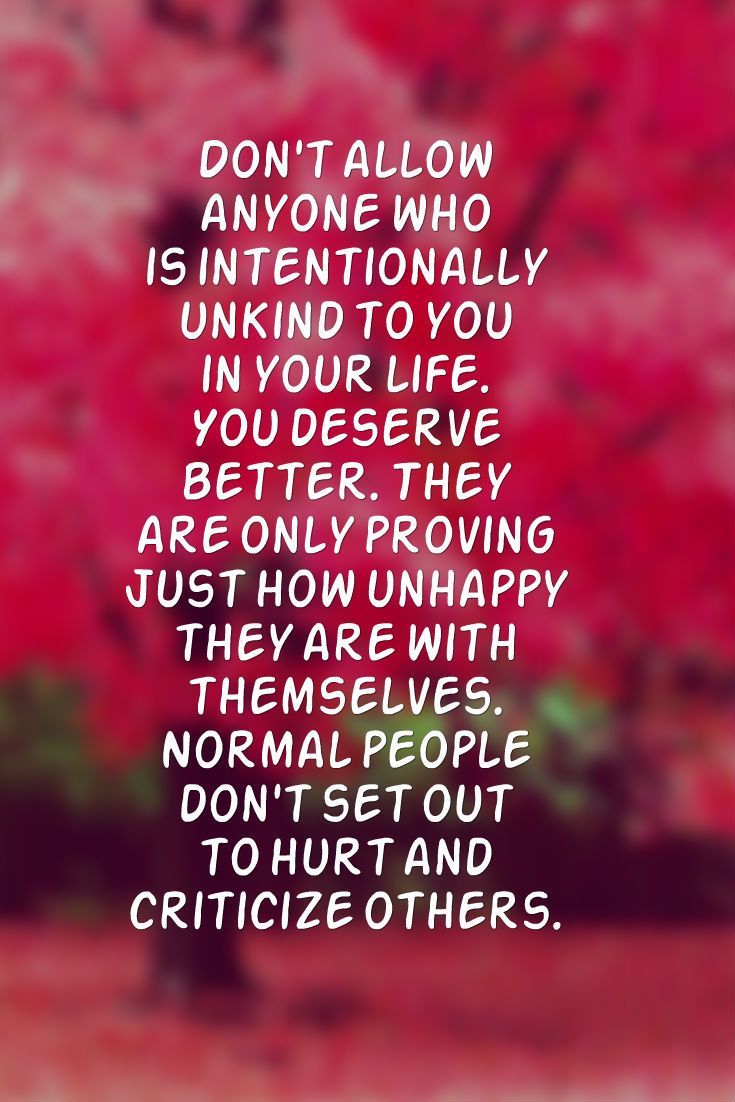 DON'T ALLOW
ANYONE WHO
IS INTENTIONALLY
UNKIND TO YOU
IN YOUR LIFE.
YOU DESERVE
BETTER. THEY
ARE ONLY PROVING
JUST HOW UNHAPPY
THEY ARE WITH
THEMSELVES.
NORMAL PEOPLE
DON'T SET OUT
TO HURT AND
CRITICIZE OTHERS.